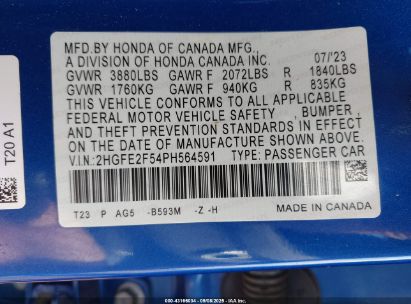 MFD.BY HONDA OF CANADA MFG.,
A DIVISION OF HONDA CANADA INC. 07/'23
GVWR 3880LBS GAWR F 2072LBS R 1840LBS
GVWR 1760KG GAWR F 940KG R 835KG
THIS VEHICLE CONFORMS TO ALL APPLICABLE
FEDERAL MOTOR VEHICLE SAFETY , BUMPER ,
AND THEFT PREVENTION STANDARDS IN EFFECT
ON THE DATE OF MANUFACTURE SHOWN ABOVE.
V.I.N:2HGFE2F54PH564591 TYPE: PASSENGER CAR
T23 P AG5 -B593M -Z -H MADE IN CANADA
T20 A1